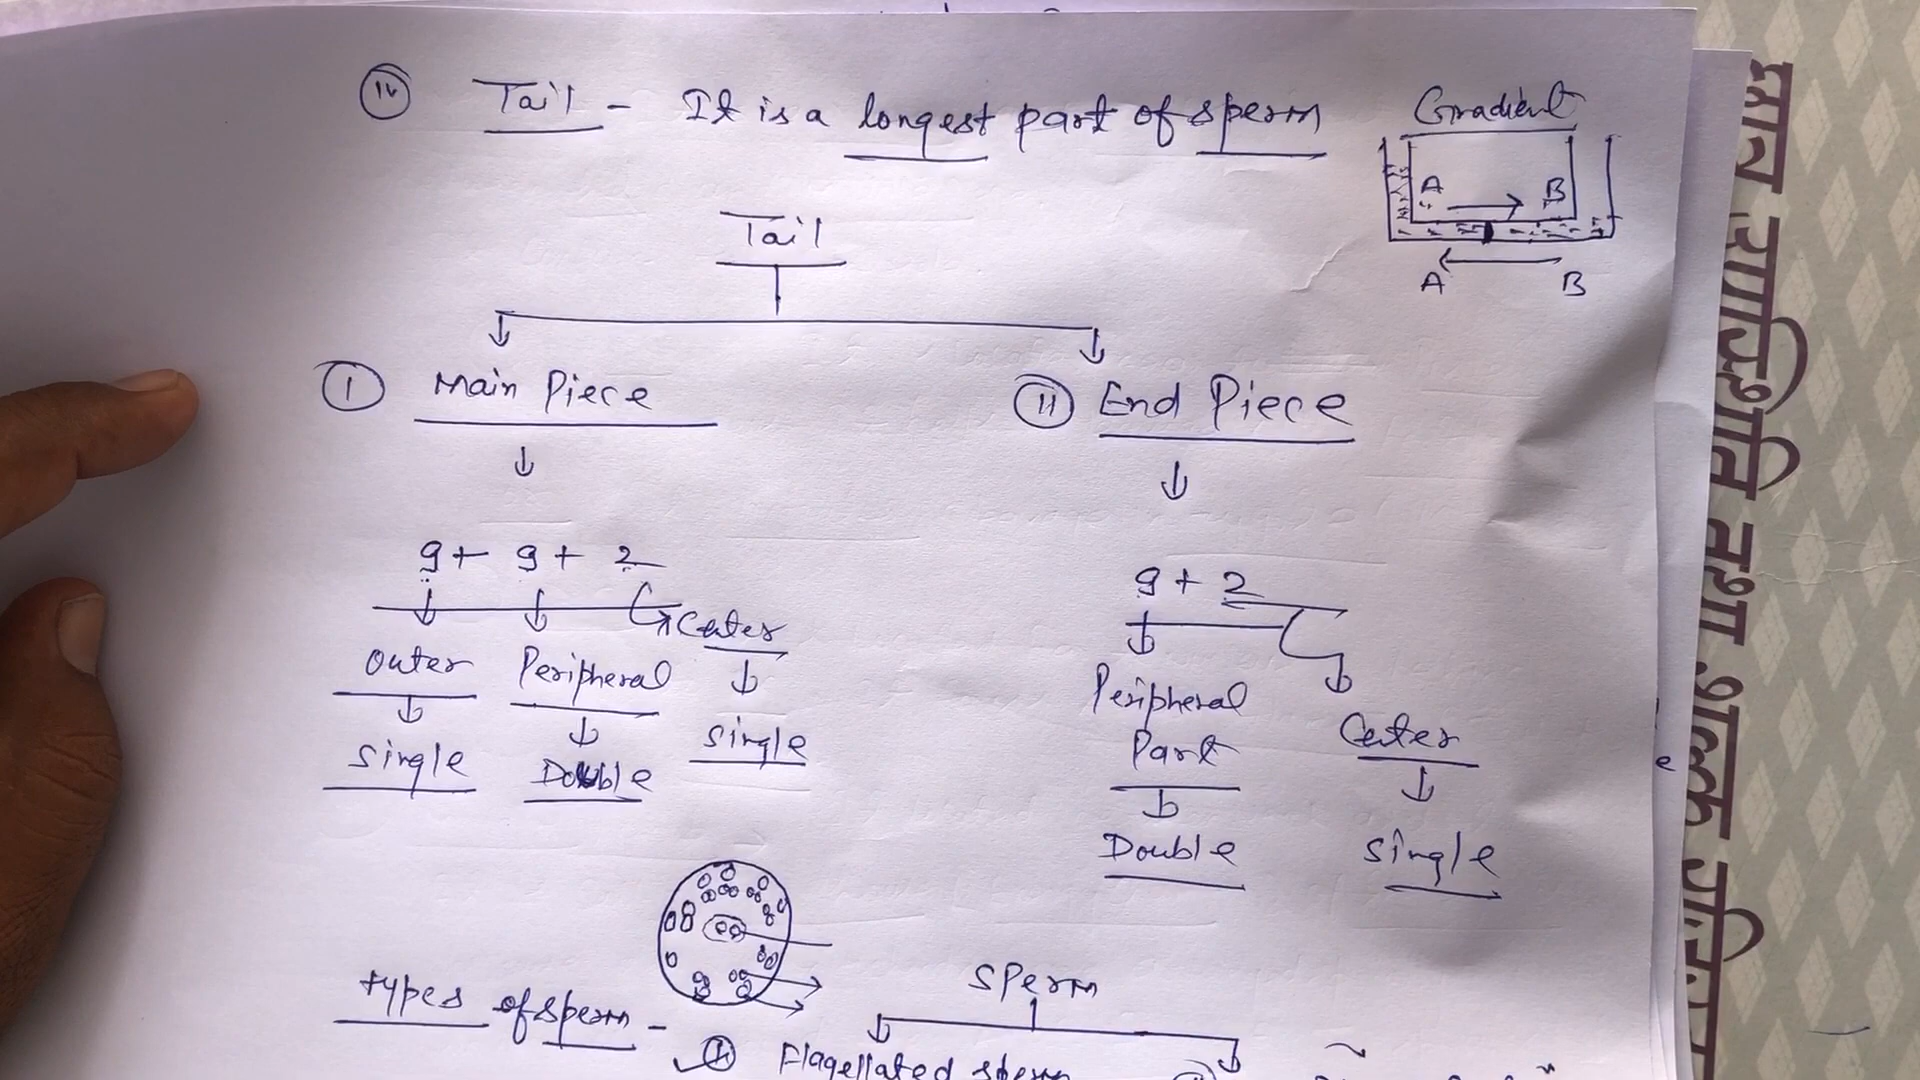 IV Tail - It is a longest part of sperm
Gradient
A B
A B
Tail
I Main Piece
II End Piece
9 + 9 + 2
9 + 2
Center
Outer Peripheral
Single
Single Double
Peripheral
Part
Center
Double
Single
types of sperm -
Sperm
Flagellated sperm
e